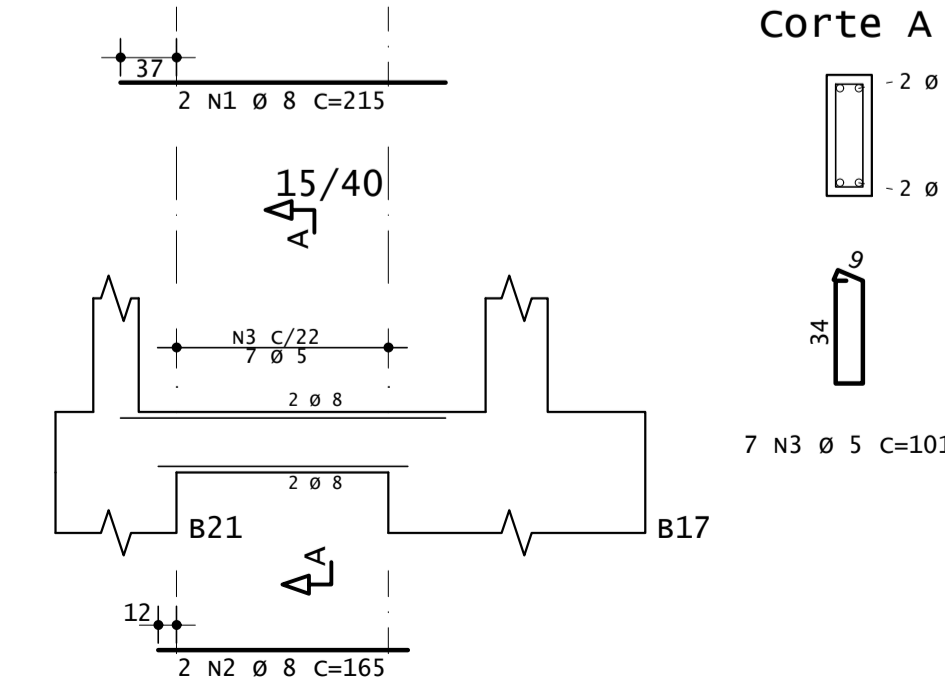 Corte A
37
2 N1 Ø 8 C=215
2 Ø
15/40
A
2 Ø
9
34
N3 C/22
7 Ø 5
2 Ø 8
7 N3 Ø 5 C=101
2 Ø 8
B21
B17
A
12
2 N2 Ø 8 C=165